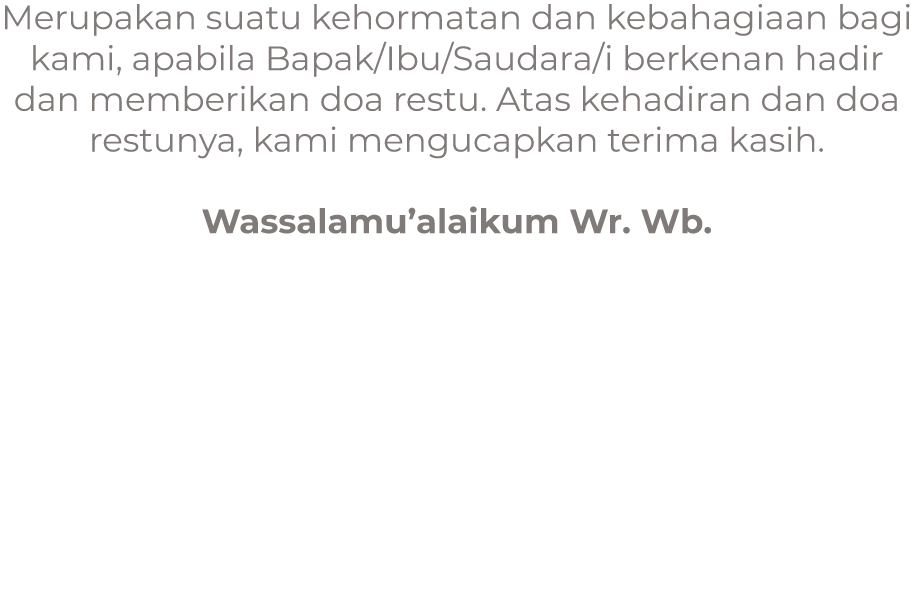 Merupakan suatu kehormatan dan kebahagiaan bagi
kami, apabila Bapak/Ibu/Saudara/i berkenan hadir
dan memberikan doa restu. Atas kehadiran dan doa
restunya, kami mengucapkan terima kasih.
Wassalamu’alaikum Wr. Wb.